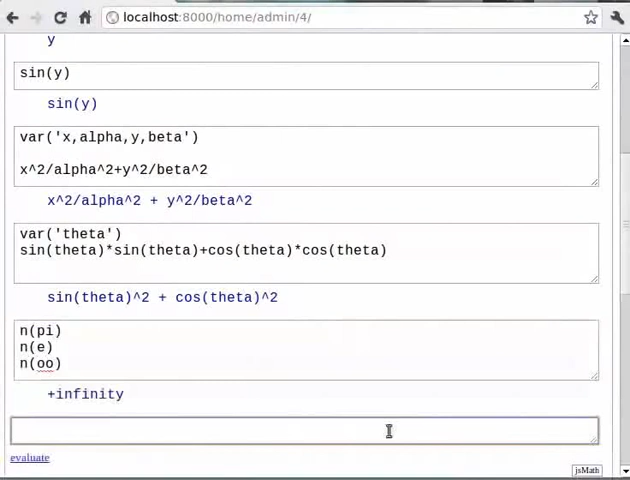 localhost:8000/home/admin/4/
y
sin(y)
sin(y)
var('x,alpha,y,beta')
x^2/alpha^2+y^2/beta^2
x^2/alpha^2 + y^2/beta^2
var('theta')
sin(theta)*sin(theta)+cos(theta)*cos(theta)
sin(theta)^2 + cos(theta)^2
n(pi)
n(e)
n(oo)
+infinity
evaluate
jsMath